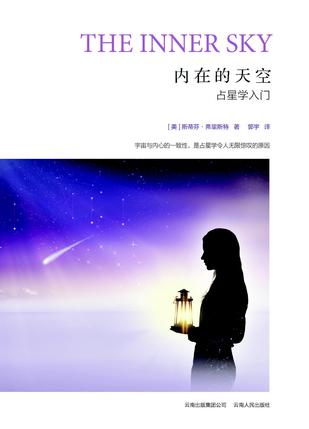 THE INNER SKY
内在的天空
占星学入门
[ 美 ] 斯蒂芬 · 弗里斯特 著 郭宇 译
宇宙与内心的一致性，是占星学令人无限惊叹的原因
云南出版集团公司 云南人民出版社